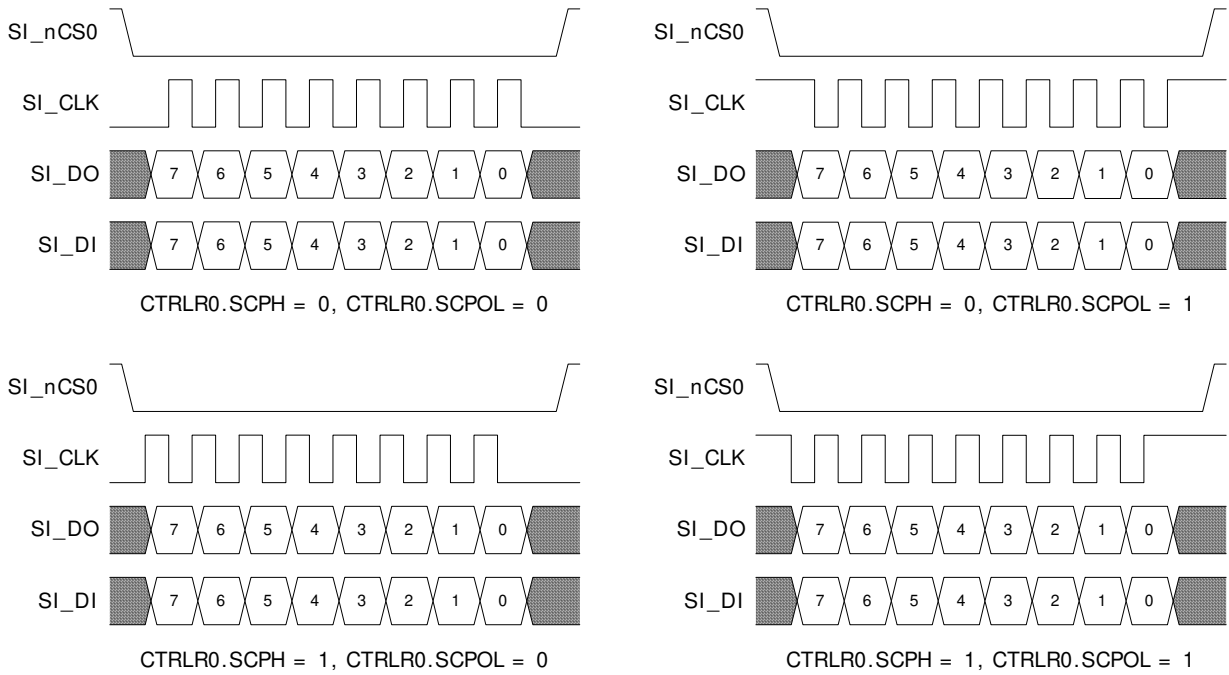 SI_nCS0
SI_CLK
SI_DO 7 6 5 4 3 2 1 0
SI_DI 7 6 5 4 3 2 1 0
CTRLR0.SCPH = 0, CTRLR0.SCPOL = 0
SI_nCS0
SI_CLK
SI_DO 7 6 5 4 3 2 1 0
SI_DI 7 6 5 4 3 2 1 0
CTRLR0.SCPH = 0, CTRLR0.SCPOL = 1
SI_nCS0
SI_CLK
SI_DO 7 6 5 4 3 2 1 0
SI_DI 7 6 5 4 3 2 1 0
CTRLR0.SCPH = 1, CTRLR0.SCPOL = 0
SI_nCS0
SI_CLK
SI_DO 7 6 5 4 3 2 1 0
SI_DI 7 6 5 4 3 2 1 0
CTRLR0.SCPH = 1, CTRLR0.SCPOL = 1